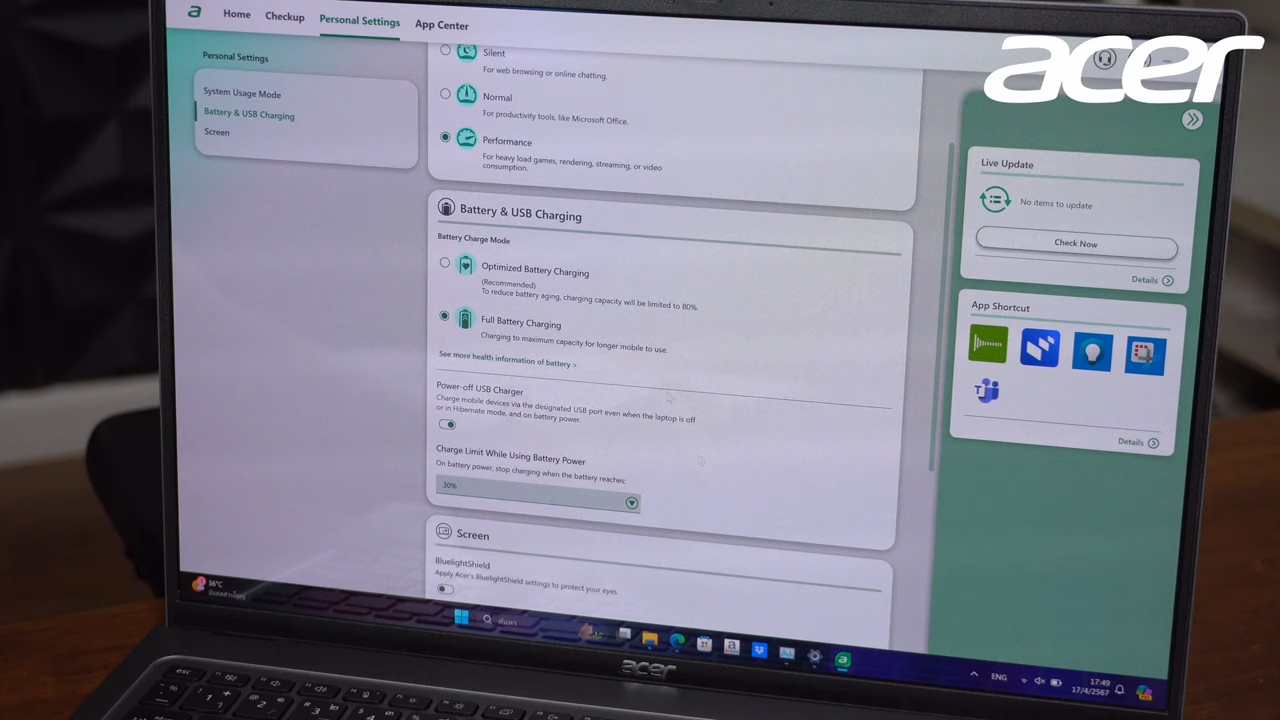 acer
Home Checkup Personal Settings App Center
Personal Settings
System Usage Mode
Battery & USB Charging
Screen
Silent
For web browsing or online chatting.
Normal
For productivity tools, like Microsoft Office.
Performance
For heavy load games, rendering, streaming, or video
consumption.
Battery & USB Charging
Battery Charge Mode
Optimized Battery Charging
(Recommended)
To reduce battery aging, charging capacity will be limited to 80%.
Full Battery Charging
Charging to maximum capacity for longer mobile to use.
See more health information of battery >
Power-off USB Charger
Charge mobile devices via the designated USB port even when the laptop is off
or in Hibernate mode, and on battery power.
Charge Limit While Using Battery Power
On battery power, stop charging when the battery reaches:
30%
Screen
BluelightShield
Apply Acer's BluelightShield settings to protect your eyes.
Live Update
No items to update
Check Now
Details
App Shortcut
Details
36°C
ค้นหา
ENG
17:49
17/4/2567
acer
esc